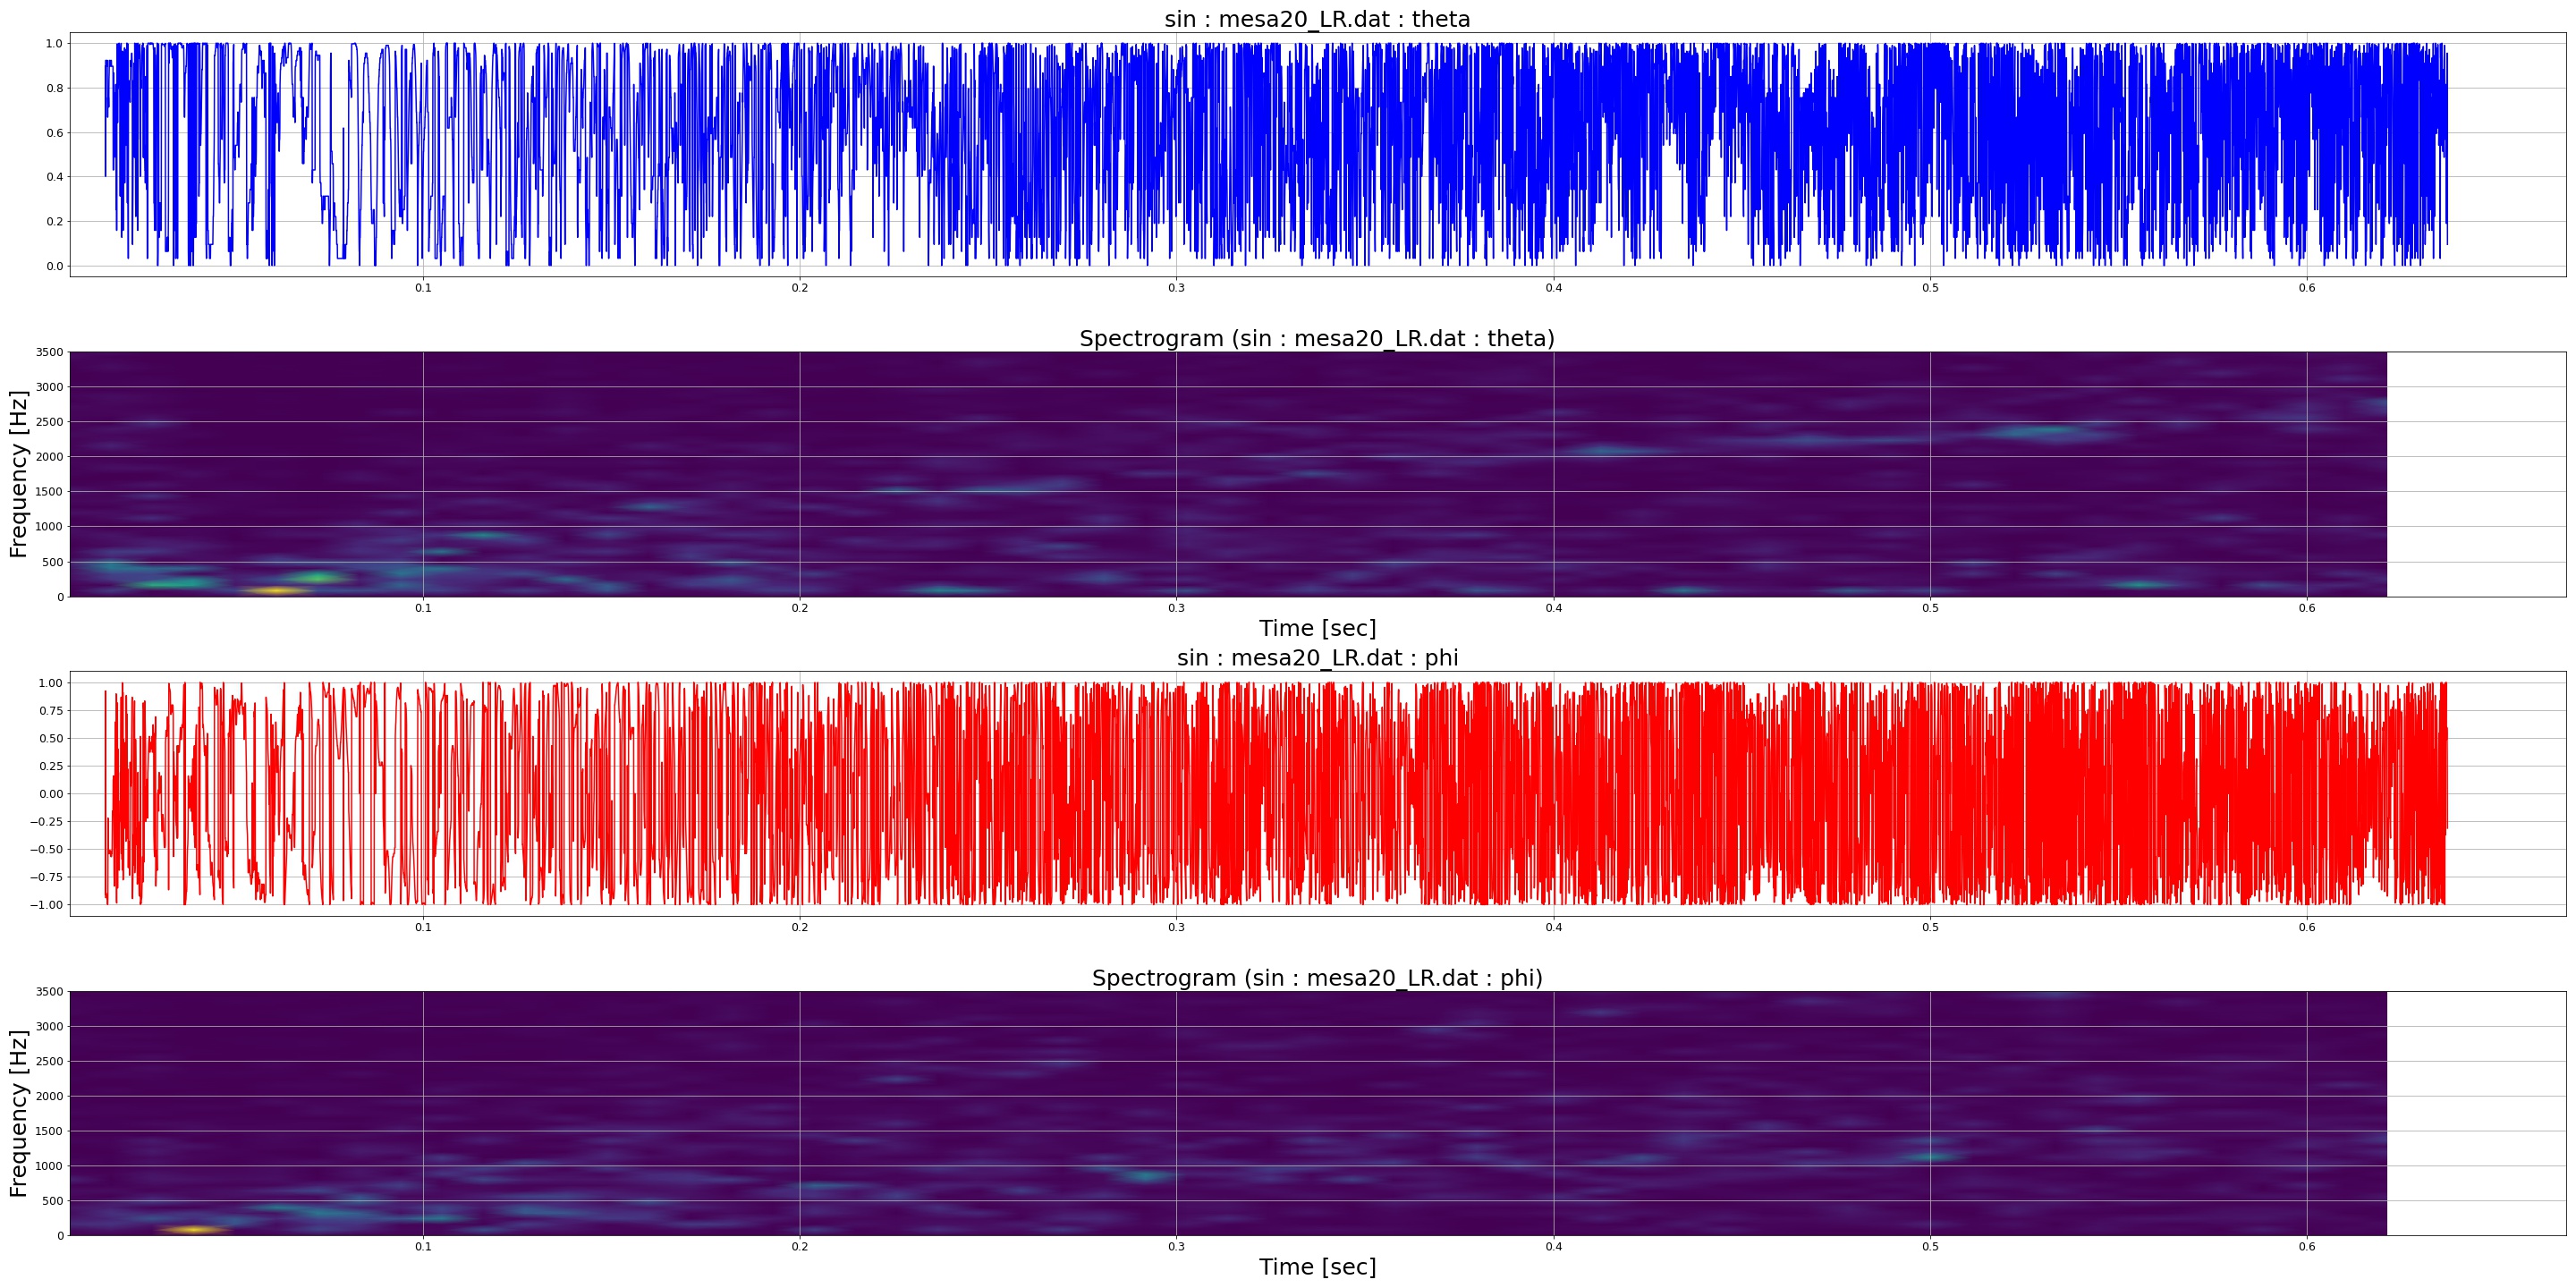 sin : mesa20_LR.dat : theta
1.0
0.8
0.6
0.4
0.2
0.0
0.1 0.2 0.3 0.4 0.5 0.6
Spectrogram (sin : mesa20_LR.dat : theta)
Frequency [Hz]
3500
3000
2500
2000
1500
1000
500
0
0.1 0.2 0.3 0.4 0.5 0.6
Time [sec]
sin : mesa20_LR.dat : phi
1.00
0.75
0.50
0.25
0.00
−0.25
−0.50
−0.75
−1.00
0.1 0.2 0.3 0.4 0.5 0.6
Spectrogram (sin : mesa20_LR.dat : phi)
Frequency [Hz]
3500
3000
2500
2000
1500
1000
500
0
0.1 0.2 0.3 0.4 0.5 0.6
Time [sec]